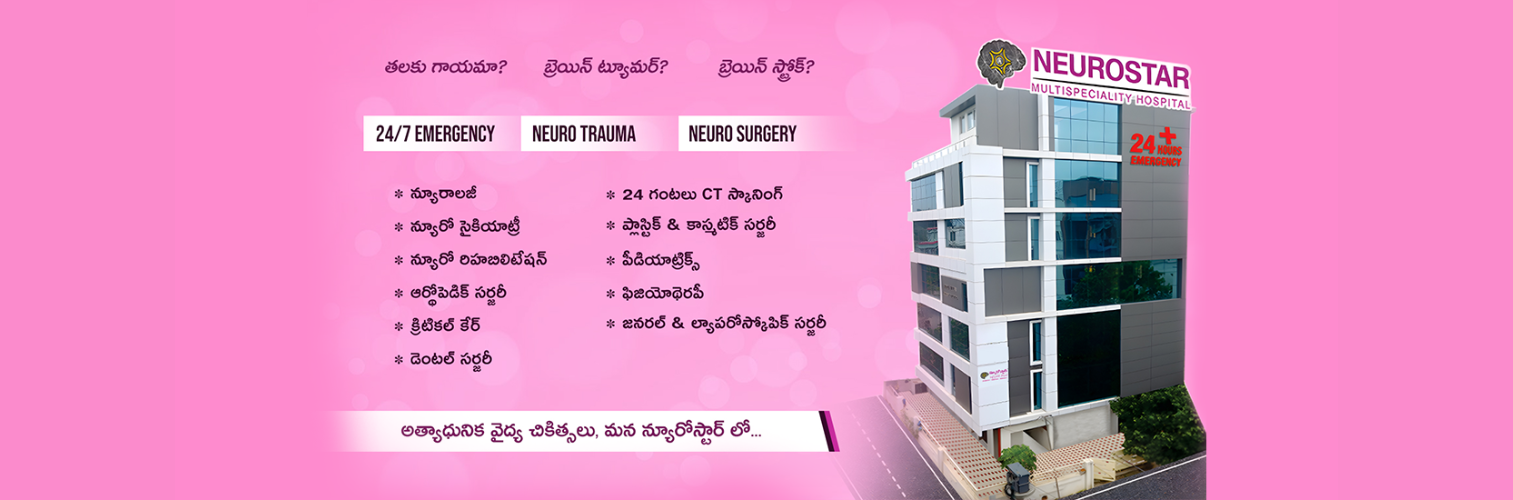 తలకు గాయమా? బ్రెయిన్ ట్యూమర్? బ్రెయిన్ స్ట్రోక్?
24/7 EMERGENCY NEURO TRAUMA NEURO SURGERY
* న్యూరాలజీ
* న్యూరో సైకియాట్రీ
* న్యూరో రిహబిలిటేషన్
* ఆర్థోపెడిక్ సర్జరీ
* క్రిటికల్ కేర్
* డెంటల్ సర్జరీ
* 24 గంటలు CT స్కానింగ్
* ప్లాస్టిక్ & కాస్మటిక్ సర్జరీ
* పీడియాట్రిక్స్
* ఫిజియోథెరపీ
* జనరల్ & ల్యాపరోస్కోపిక్ సర్జరీ
అత్యాధునిక వైద్య చికిత్సలు, మన న్యూరోస్టార్ లో...
NEUROSTAR
MULTISPECIALITY HOSPITAL
24 HOURS
EMERGENCY